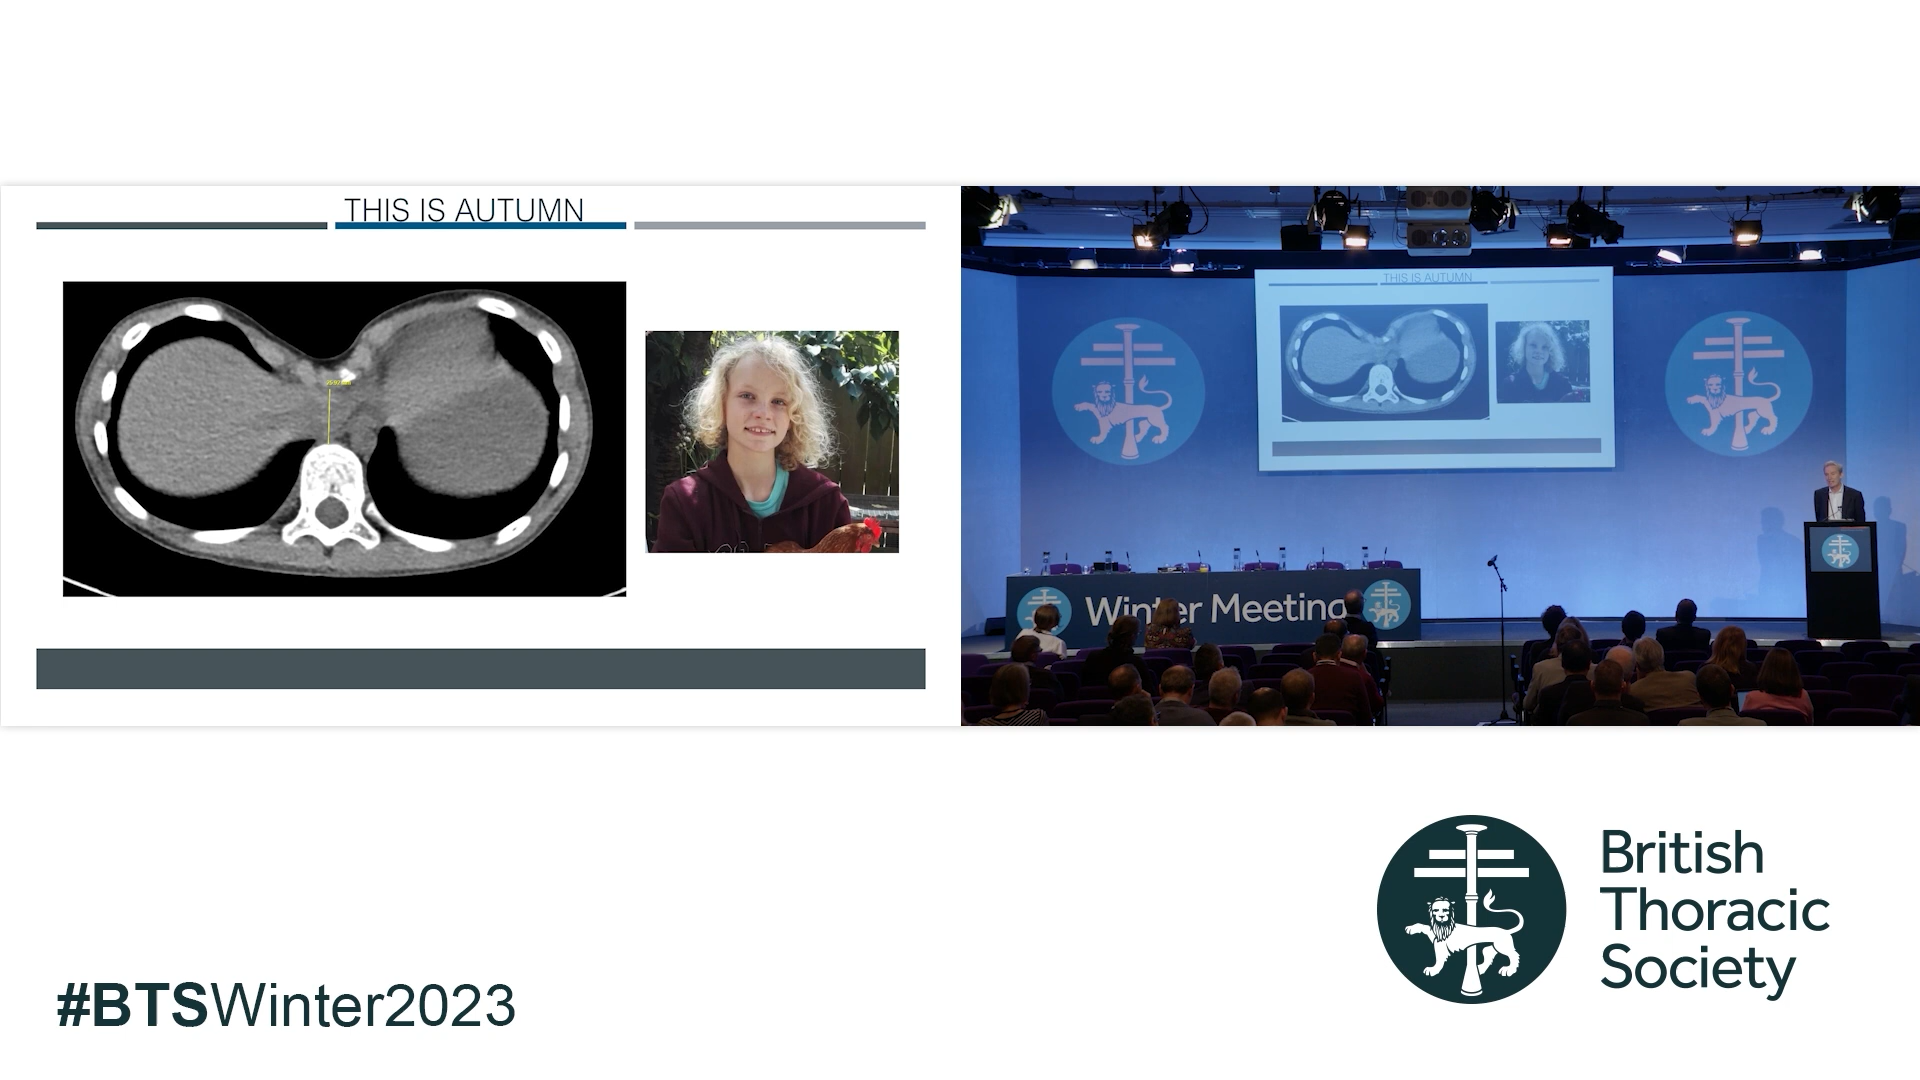 THIS IS AUTUMN
THIS IS AUTUMN
Winter Meeting
British
Thoracic
Society
#BTSWinter2023